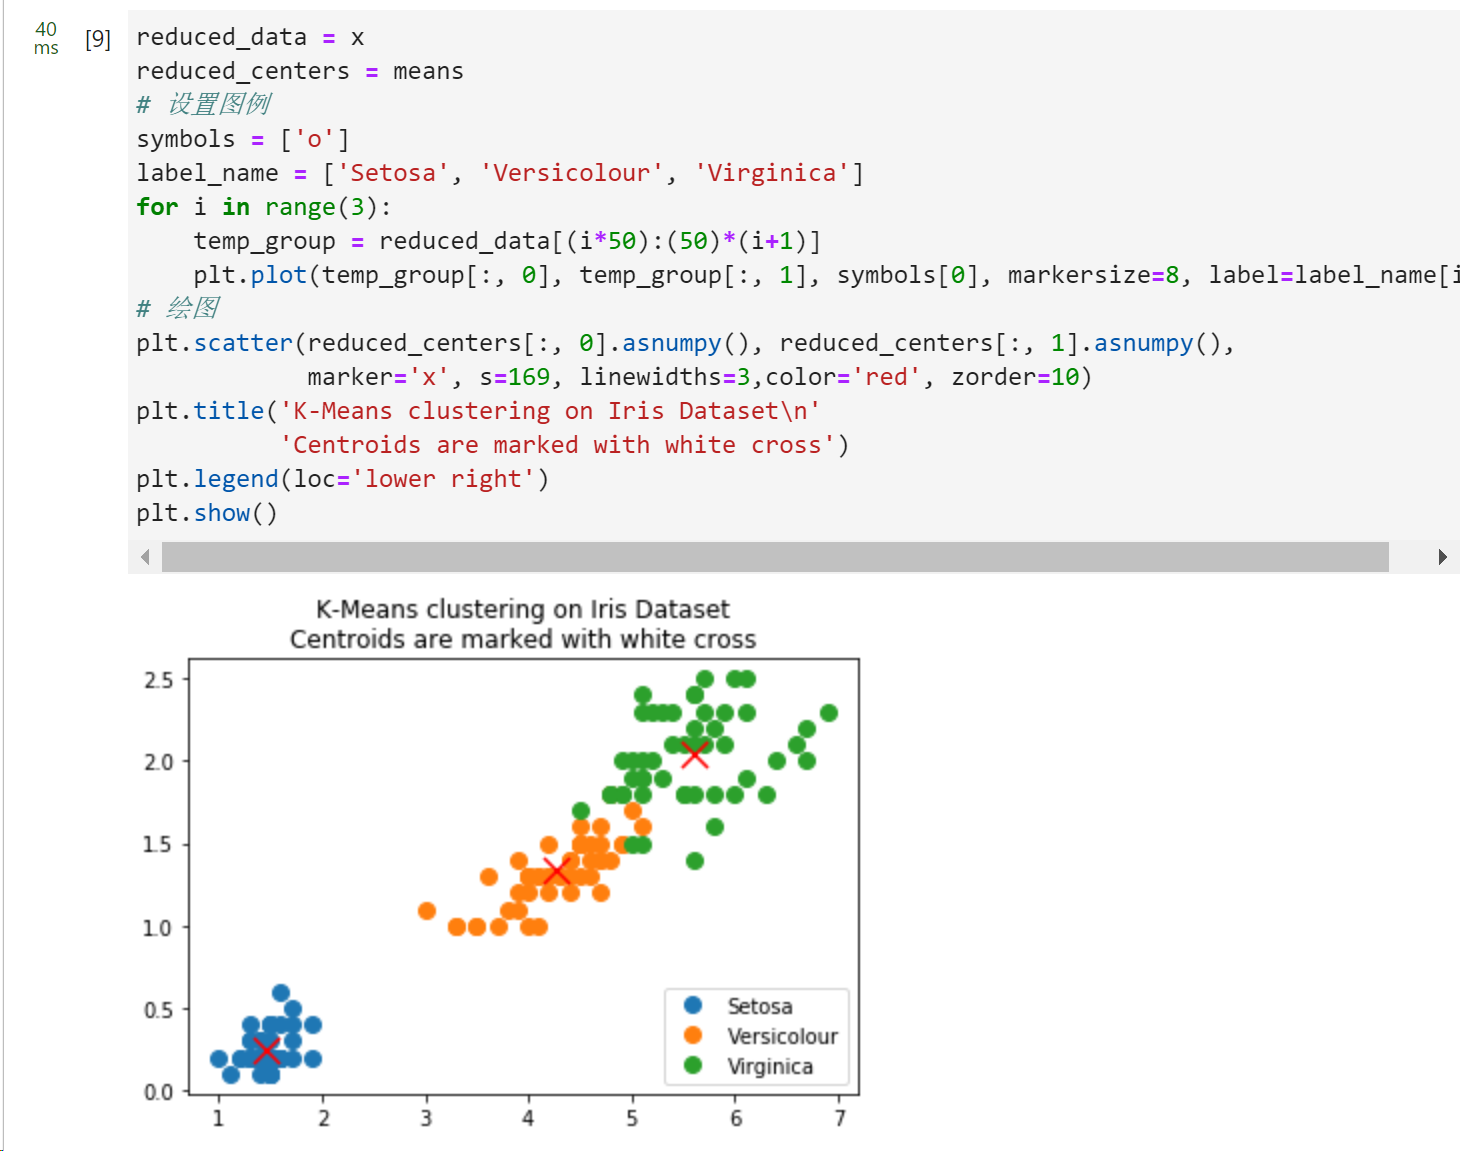 40
ms
[9]
reduced_data = x
reduced_centers = means
# 设置图例
symbols = ['o']
label_name = ['Setosa', 'Versicolour', 'Virginica']
for i in range(3):
    temp_group = reduced_data[(i*50):(50)*(i+1)]
    plt.plot(temp_group[:, 0], temp_group[:, 1], symbols[0], markersize=8, label=label_name[i
# 绘图
plt.scatter(reduced_centers[:, 0].asnumpy(), reduced_centers[:, 1].asnumpy(),
            marker='x', s=169, linewidths=3,color='red', zorder=10)
plt.title('K-Means clustering on Iris Dataset\n'
          'Centroids are marked with white cross')
plt.legend(loc='lower right')
plt.show()
K-Means clustering on Iris Dataset
Centroids are marked with white cross
2.5
2.0
1.5
1.0
0.5
0.0
Setosa
Versicolour
Virginica
1 2 3 4 5 6 7